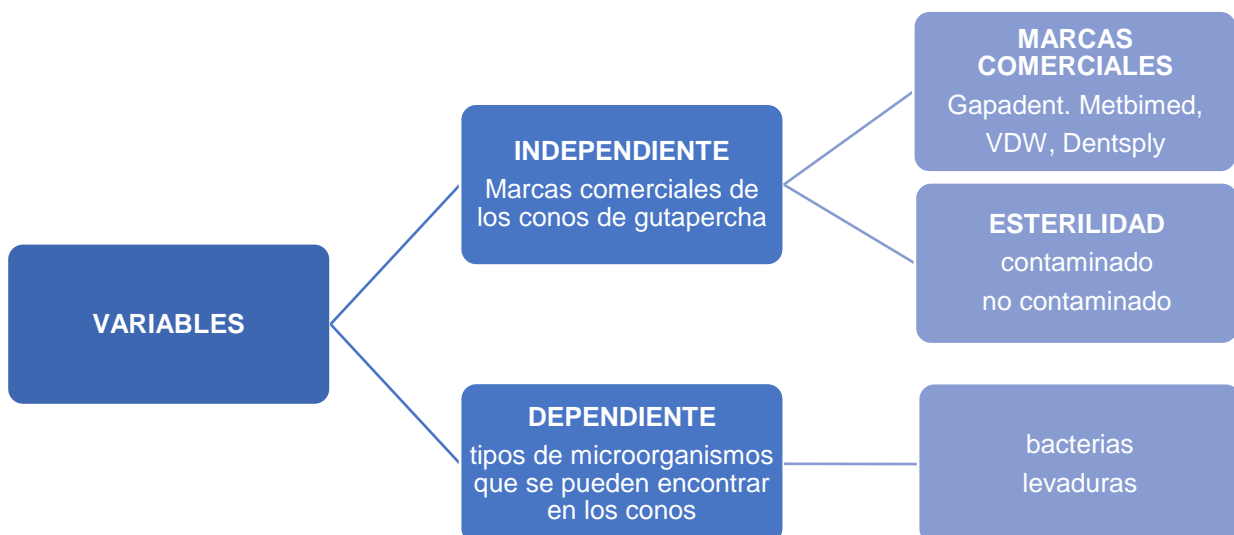 VARIABLES
INDEPENDIENTE
Marcas comerciales de
los conos de gutapercha
MARCAS
COMERCIALES
Gapadent. Metbimed,
VDW, Dentsply
ESTERILIDAD
contaminado
no contaminado
DEPENDIENTE
tipos de microorganismos
que se pueden encontrar
en los conos
bacterias
levaduras